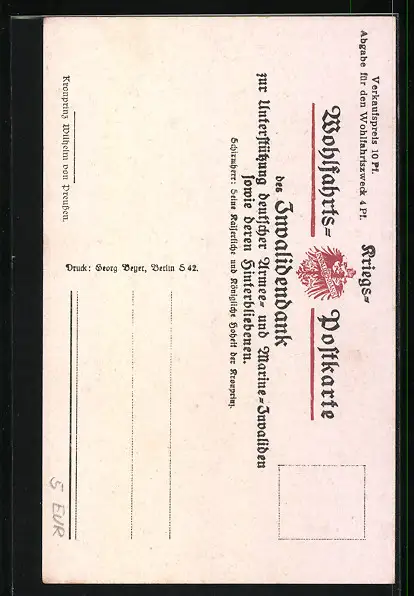 Verkaufspreis 10 Pf.
Abgabe für den Wohlfahrtszweck 4 Pf.
Kriegs-
Wohlfahrts- Postkarte
des Invalidendank
zur Unterstützung deutscher Armee- und Marine-Invaliden
sowie deren Hinterbliebenen.
Schirmherr: Seine Kaiserliche und Königliche Hoheit der Kronprinz.
Druck: Georg Beyer, Berlin S 42.
Kronprinz Wilhelm von Preußen.
5 EUR